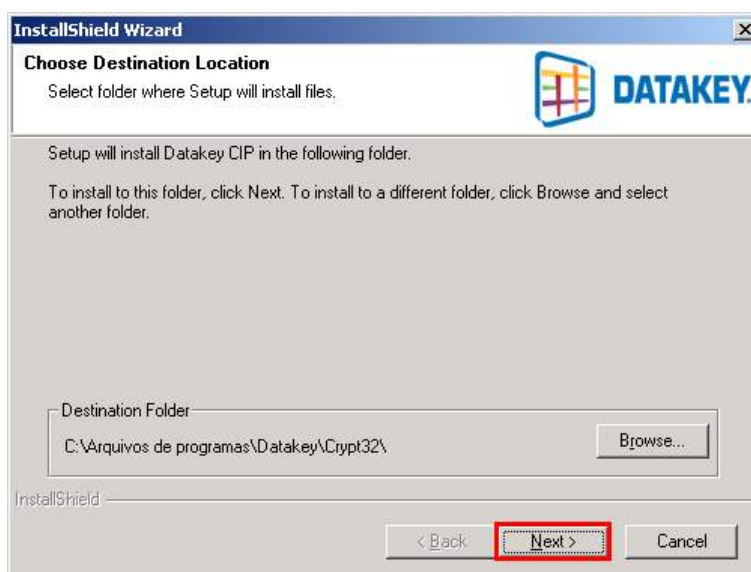 InstallShield Wizard
Choose Destination Location
Select folder where Setup will install files.
DATAKEY.
Setup will install Datakey CIP in the following folder.
To install to this folder, click Next. To install to a different folder, click Browse and select
another folder.
Destination Folder
C:\Arquivos de programas\Datakey\Crypt32\
Browse...
InstallShield
< Back
Next >
Cancel